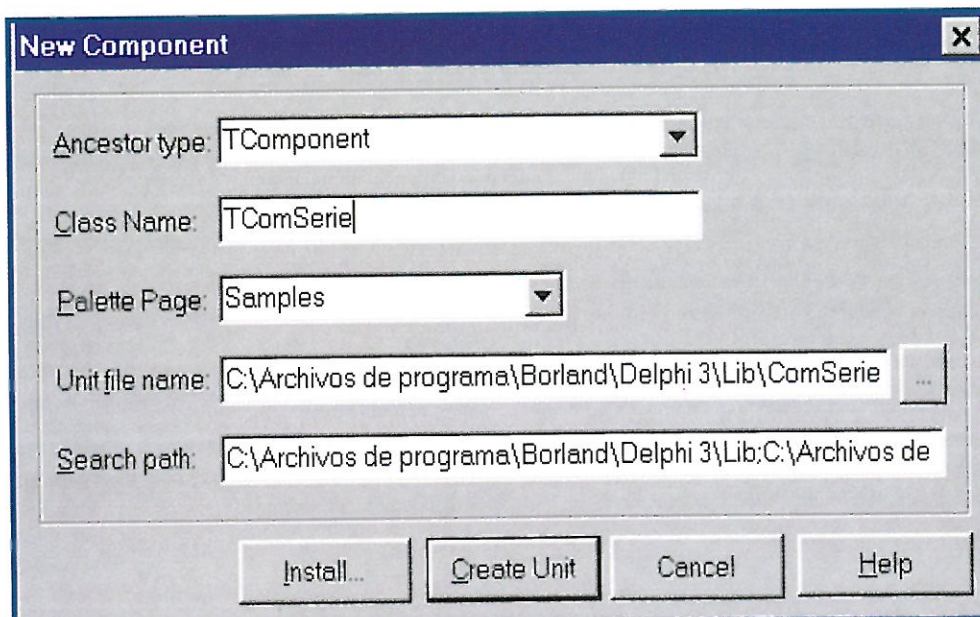 New Component
Ancestor type: TComponent
Class Name: TComSerie
Palette Page: Samples
Unit file name: C:\Archivos de programa\Borland\Delphi 3\Lib\ComSerie ...
Search path: C:\Archivos de programa\Borland\Delphi 3\Lib;C:\Archivos de
Install... Create Unit Cancel Help